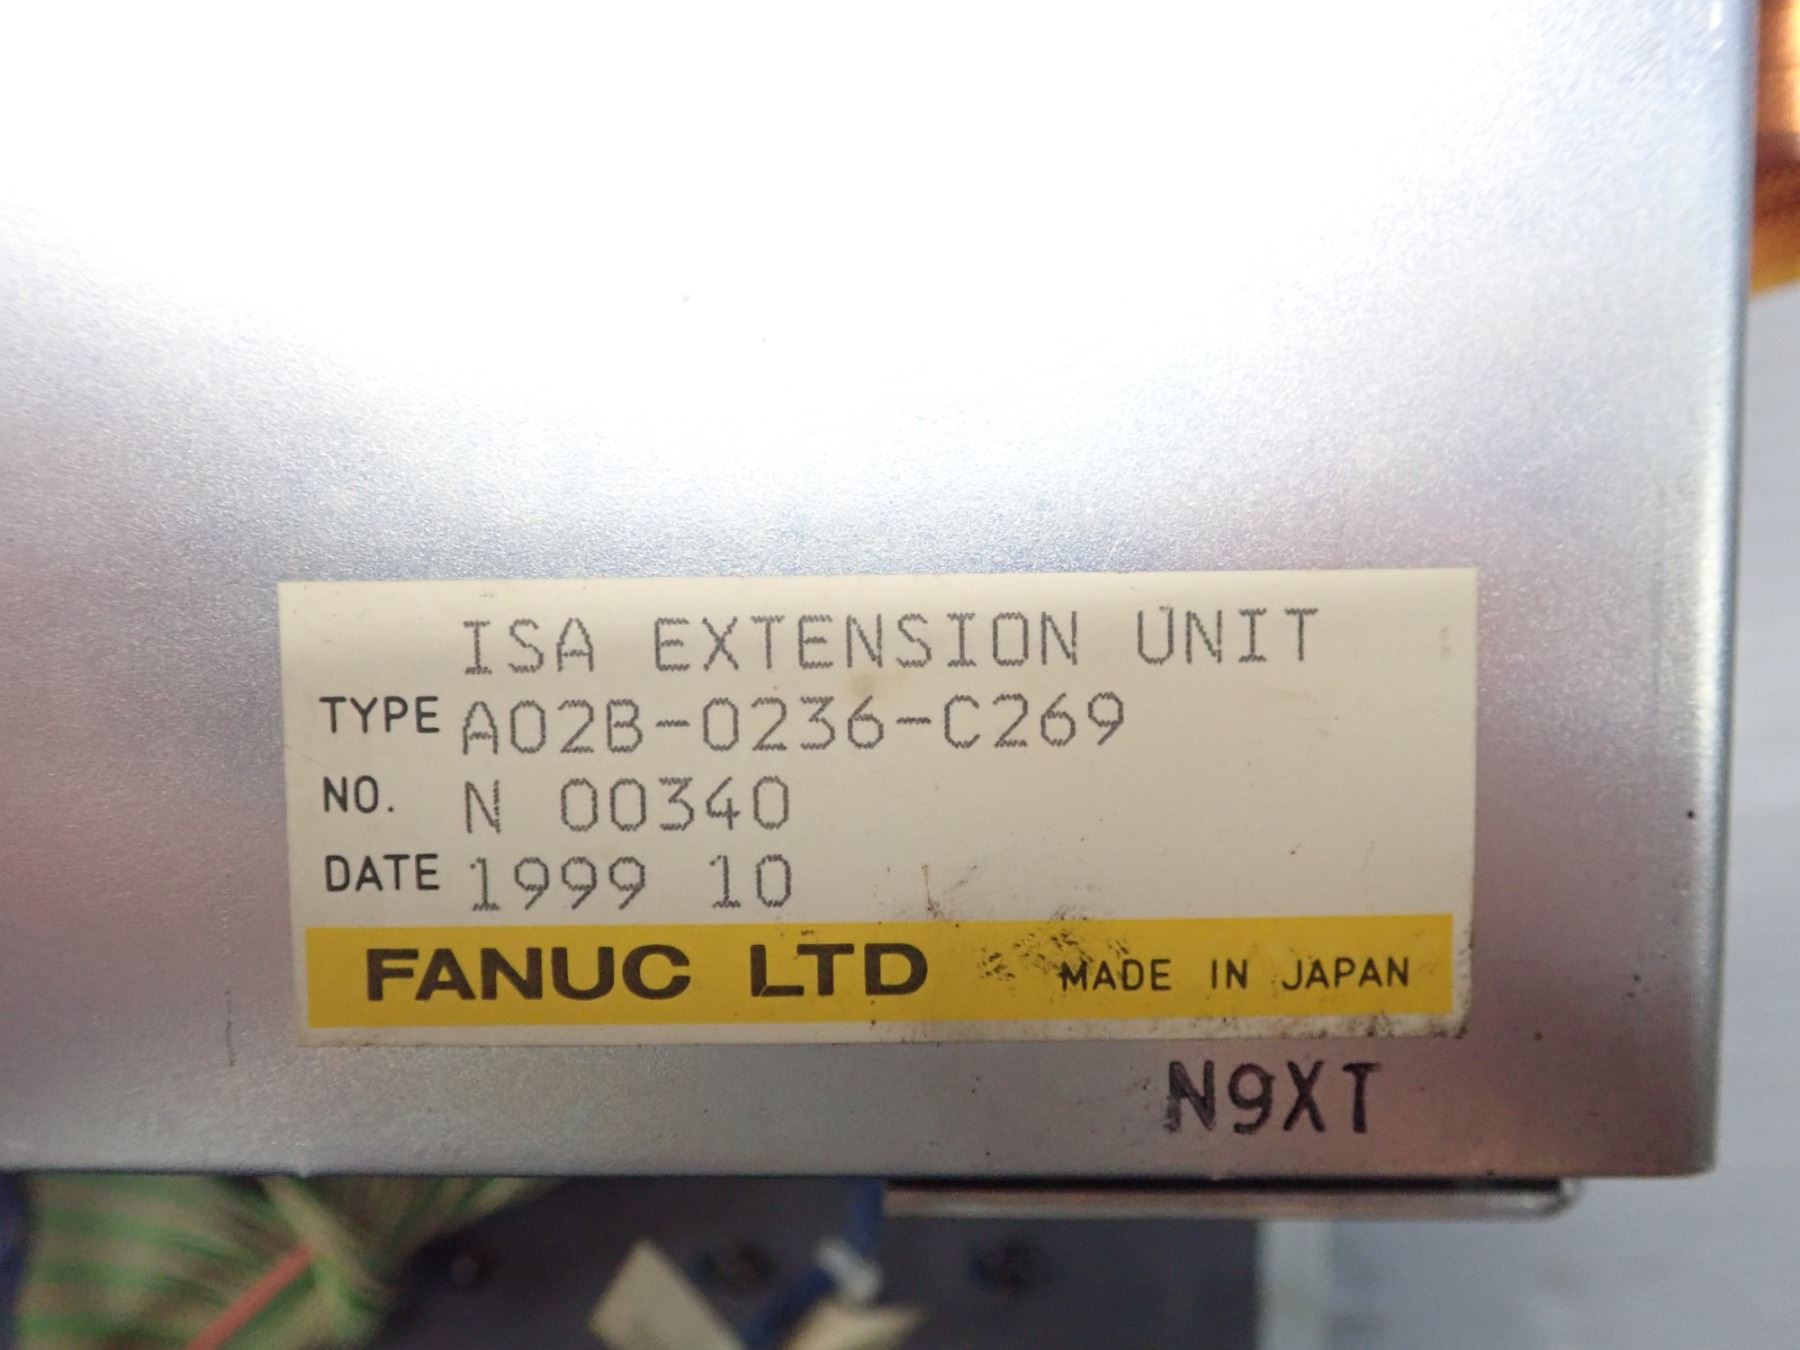 ISA EXTENSION UNIT
TYPE A02B-0236-C269
NO. N 00340
DATE 1999 10
FANUC LTD MADE IN JAPAN
N9XT